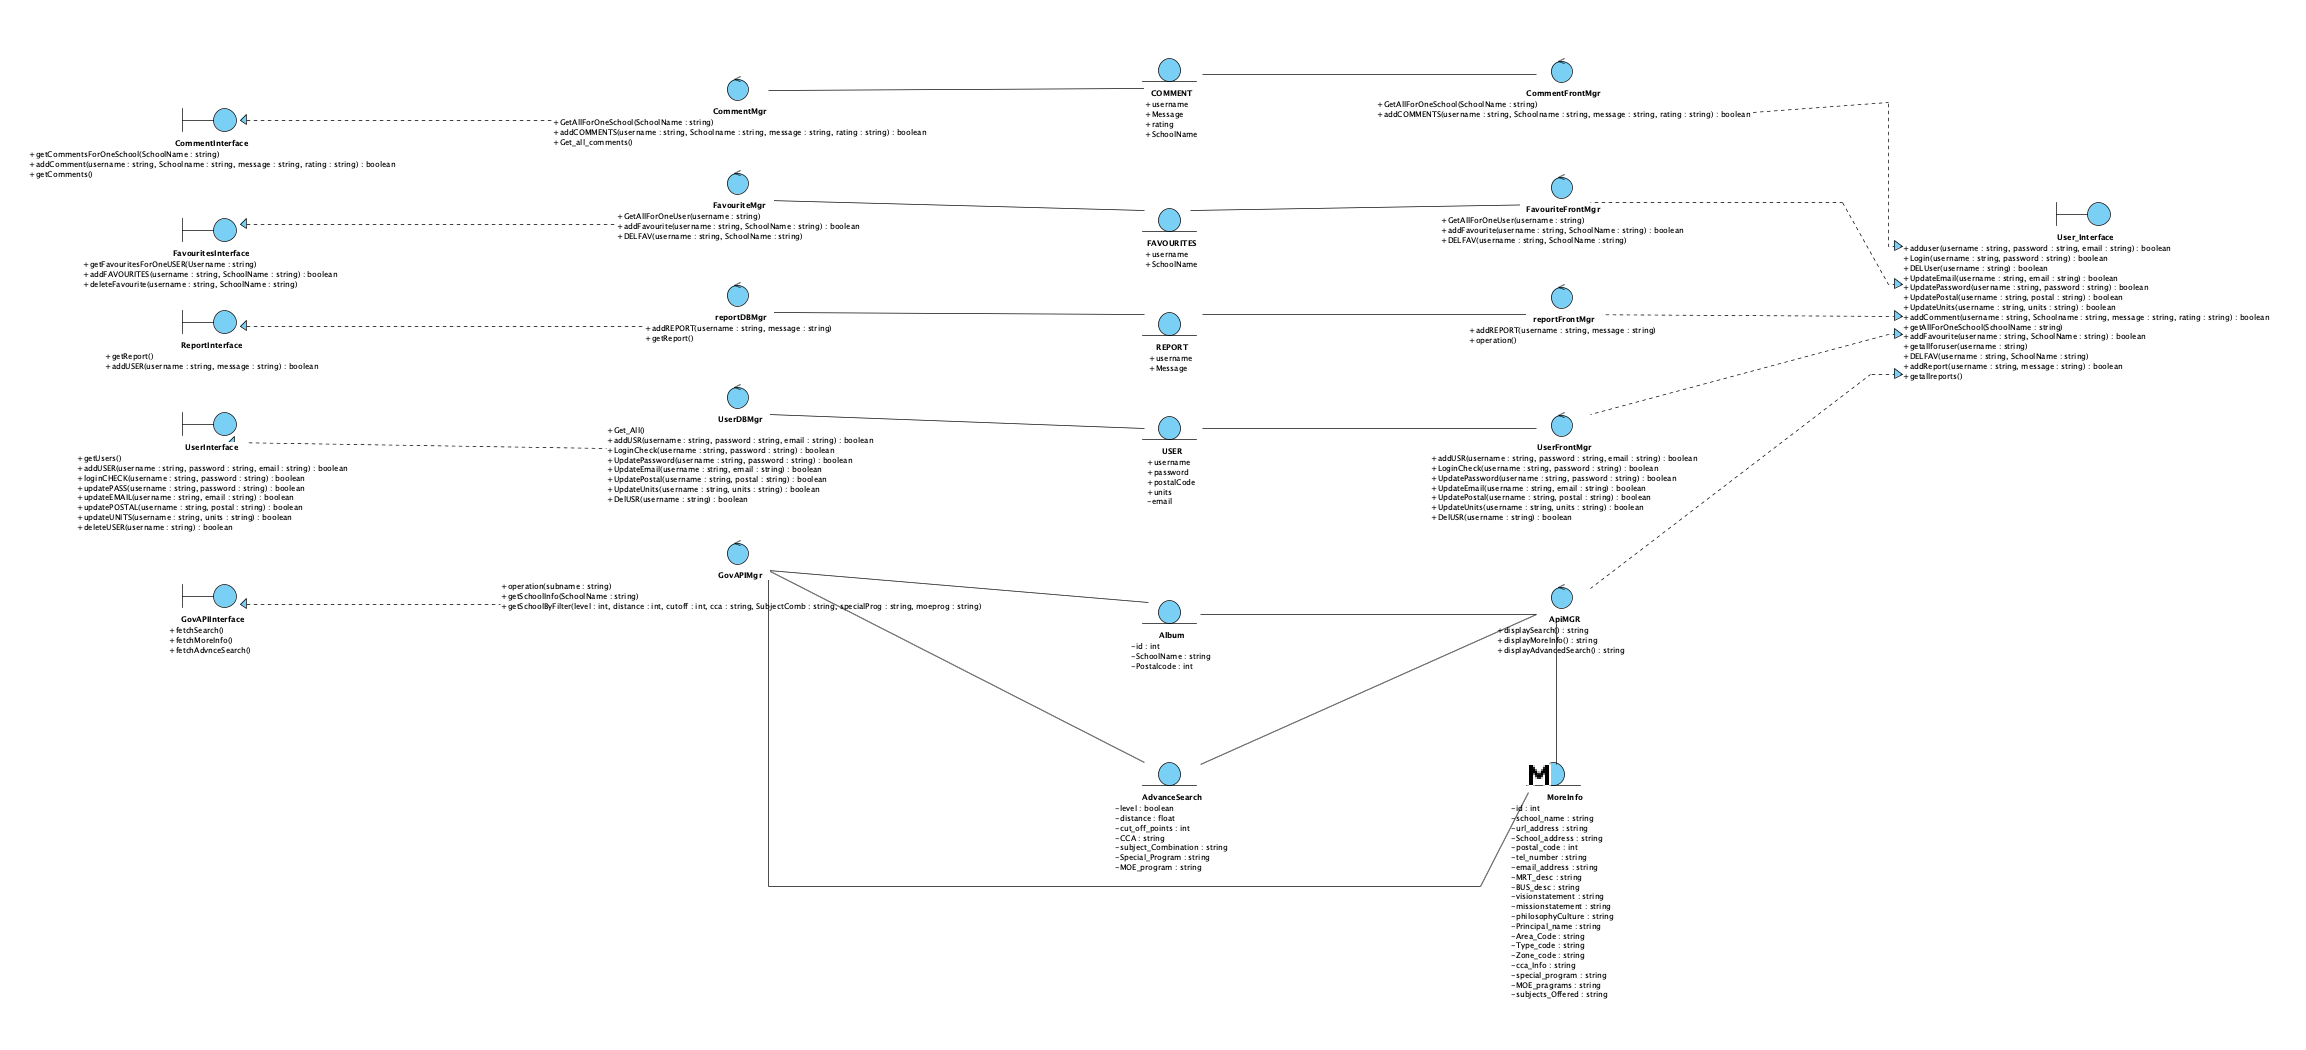 CommentInterface
+getCommentsForOneSchool(SchoolName : string)
+addComment(username : string, Schoolname : string, message : string, rating : string) : boolean
+getComments()
CommentMgr
+GetAllForOneSchool(SchoolName : string)
+addCOMMENTS(username : string, Schoolname : string, message : string, rating : string) : boolean
+Get_all_comments()
COMMENT
+username
+Message
+rating
+SchoolName
CommentFrontMgr
+GetAllForOneSchool(SchoolName : string)
+addCOMMENTS(username : string, Schoolname : string, message : string, rating : string) : boolean
FavouritesInterface
+getFavouritesForOneUSER(Username : string)
+addFAVOURITES(username : string, SchoolName : string) : boolean
+deleteFavourite(username : string, SchoolName : string)
FavouriteMgr
+GetAllForOneUser(username : string)
+addFavourite(username : string, SchoolName : string) : boolean
+DELFAV(username : string, SchoolName : string)
FAVOURITES
+username
+SchoolName
FavouriteFrontMgr
+GetAllForOneUser(username : string)
+addFavourite(username : string, SchoolName : string) : boolean
+DELFAV(username : string, SchoolName : string)
User_Interface
+adduser(username : string, password : string, email : string) : boolean
+Login(username : string, password : string) : boolean
+DELUser(username : string) : boolean
+UpdateEmail(username : string, email : string) : boolean
+UpdatePassword(username : string, password : string) : boolean
+UpdatePostal(username : string, postal : string) : boolean
+UpdateUnits(username : string, units : string) : boolean
+addComment(username : string, Schoolname : string, message : string, rating : string) : boolean
+getAllForOneSchool(SchoolName : string)
+addFavourite(username : string, SchoolName : string) : boolean
+getallforuser(username : string)
+DELFAV(username : string, SchoolName : string)
+addReport(username : string, message : string) : boolean
+getallreports()
ReportInterface
+getReport()
+addUSER(username : string, message : string) : boolean
reportDBMgr
+addREPORT(username : string, message : string)
+getReport()
REPORT
+username
+Message
reportFrontMgr
+addREPORT(username : string, message : string)
+operation()
UserInterface
+getUsers()
+addUSER(username : string, password : string, email : string) : boolean
+loginCHECK(username : string, password : string) : boolean
+updatePASS(username : string, password : string) : boolean
+updateEMAIL(username : string, email : string) : boolean
+updatePOSTAL(username : string, postal : string) : boolean
+updateUNITS(username : string, units : string) : boolean
+deleteUSER(username : string) : boolean
UserDBMgr
+Get_All()
+addUSR(username : string, password : string, email : string) : boolean
+LoginCheck(username : string, password : string) : boolean
+UpdatePassword(username : string, password : string) : boolean
+UpdateEmail(username : string, email : string) : boolean
+UpdatePostal(username : string, postal : string) : boolean
+UpdateUnits(username : string, units : string) : boolean
+DelUSR(username : string) : boolean
USER
+username
+password
+postalCode
+units
-email
UserFrontMgr
+addUSR(username : string, password : string, email : string) : boolean
+LoginCheck(username : string, password : string) : boolean
+UpdatePassword(username : string, password : string) : boolean
+UpdateEmail(username : string, email : string) : boolean
+UpdatePostal(username : string, postal : string) : boolean
+UpdateUnits(username : string, units : string) : boolean
+DelUSR(username : string) : boolean
GovAPIInterface
+fetchSearch()
+fetchMoreInfo()
+fetchAdvnceSearch()
GovAPIMgr
+operation(subname : string)
+getSchoolInfo(SchoolName : string)
+getSchoolByFilter(level : int, distance : int, cutoff : int, cca : string, SubjectComb : string, specialProg : string, moeprog : string)
Album
-id : int
-SchoolName : string
-Postalcode : int
ApiMGR
+displaySearch() : string
+displayMoreInfo() : string
+displayAdvancedSearch() : string
AdvanceSearch
-level : boolean
-distance : float
-cut_off_points : int
-CCA : string
-subject_Combination : string
-Special_Program : string
-MOE_program : string
M
MoreInfo
-id : int
-school_name : string
-url_address : string
-School_address : string
-postal_code : int
-tel_number : string
-email_address : string
-MRT_desc : string
-BUS_desc : string
-visionstatement : string
-missionstatement : string
-philosophyCulture : string
-Principal_name : string
-Area_Code : string
-Type_code : string
-Zone_code : string
-cca_Info : string
-special_program : string
-MOE_pragrams : string
-subjects_Offered : string